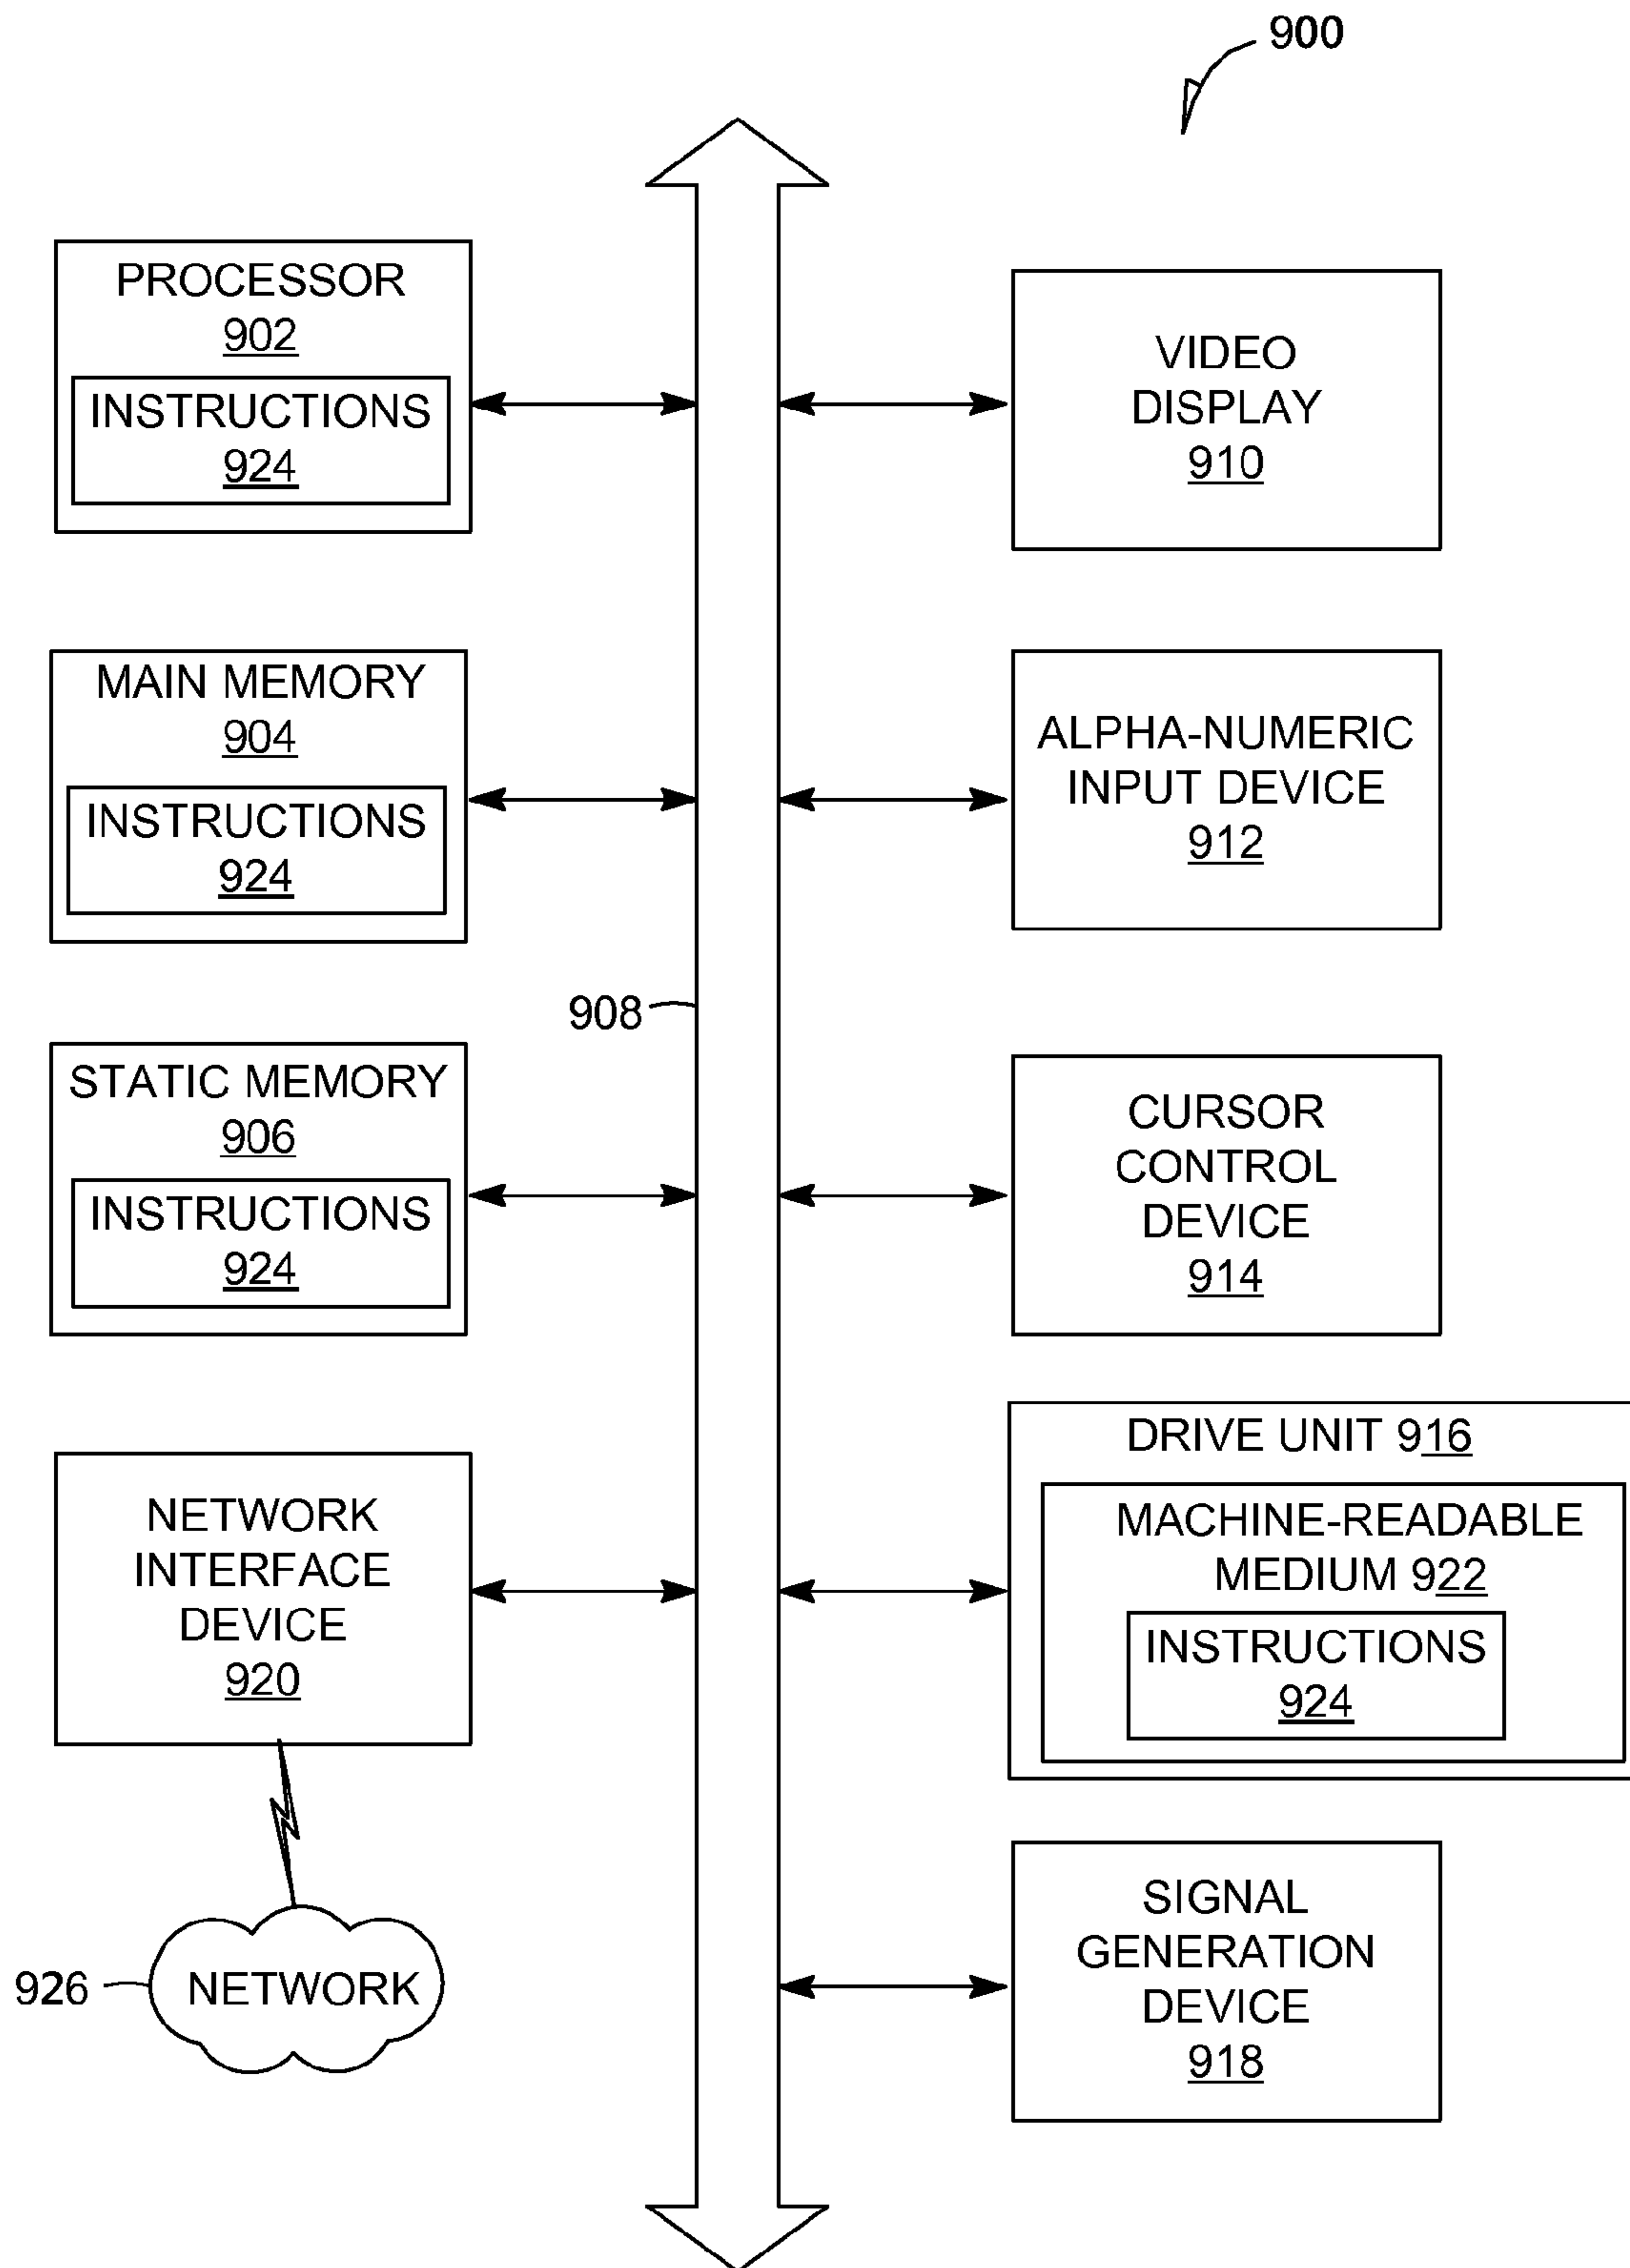 900
PROCESSOR
902
INSTRUCTIONS
924
MAIN MEMORY
904
INSTRUCTIONS
924
908
STATIC MEMORY
906
INSTRUCTIONS
924
NETWORK
INTERFACE
DEVICE
920
926
NETWORK
VIDEO
DISPLAY
910
ALPHA-NUMERIC
INPUT DEVICE
912
CURSOR
CONTROL
DEVICE
914
DRIVE UNIT 916
MACHINE-READABLE
MEDIUM 922
INSTRUCTIONS
924
SIGNAL
GENERATION
DEVICE
918